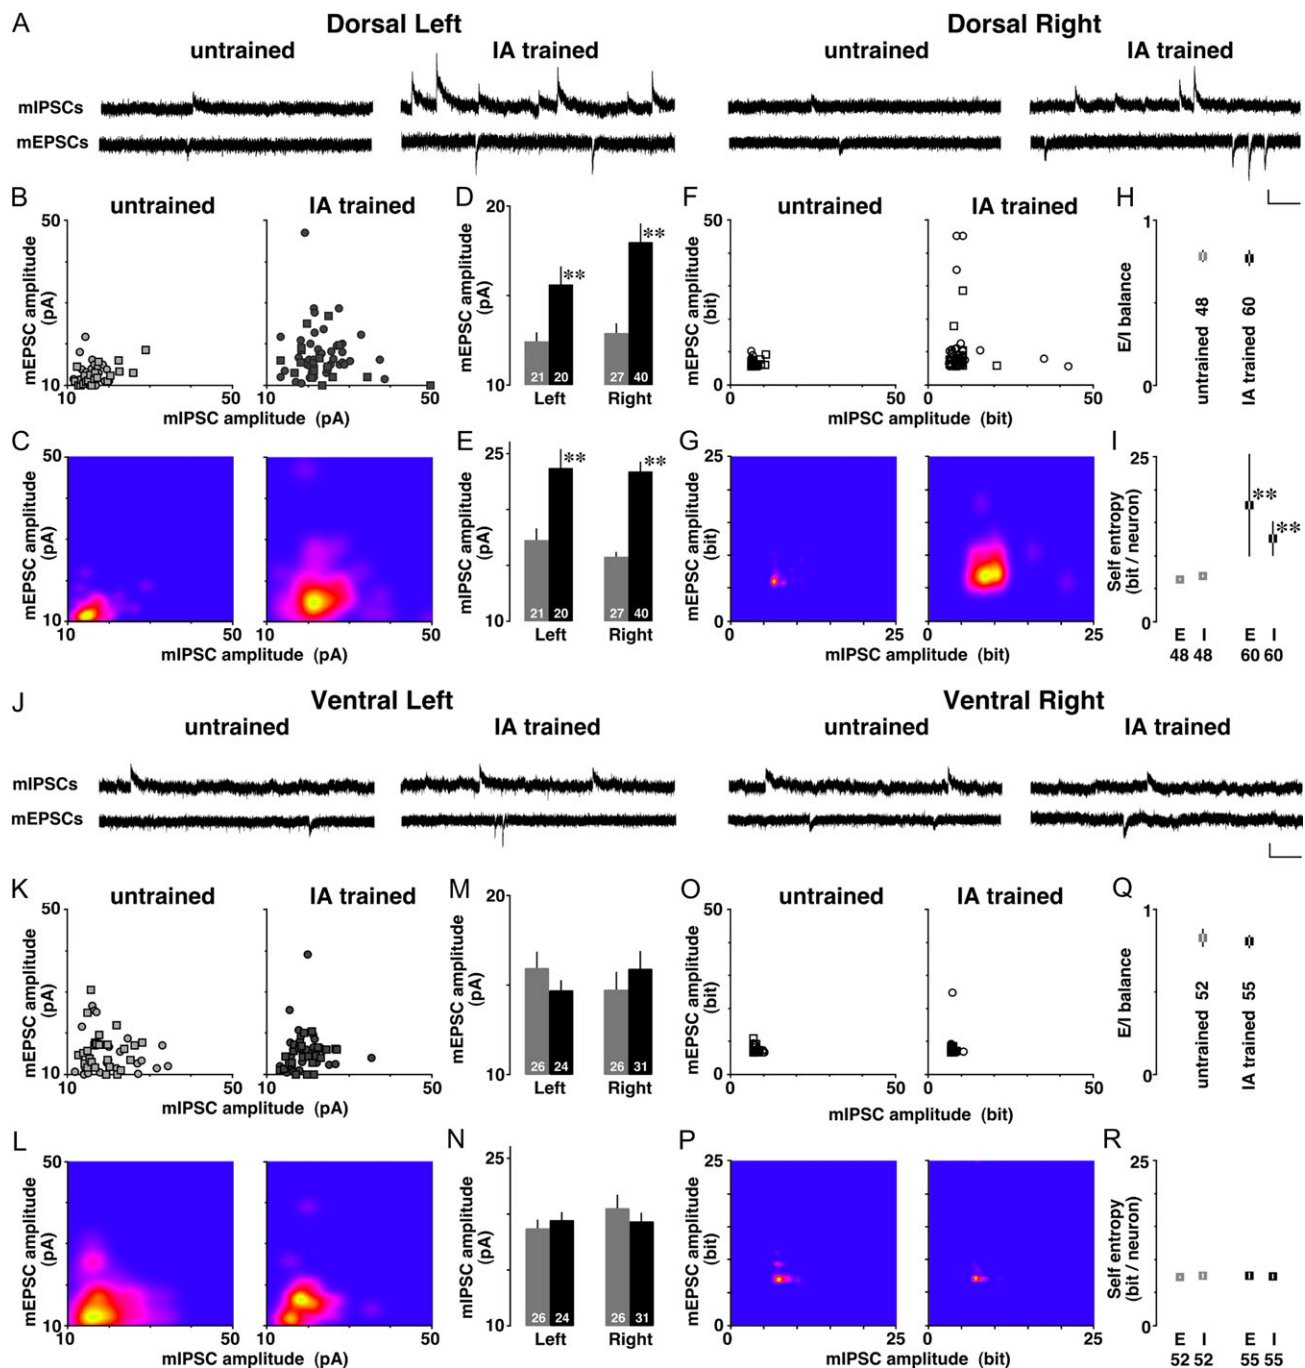 A
Dorsal Left
Dorsal Right
untrained
IA trained
untrained
IA trained
mIPSCs
mEPSCs
B
untrained
IA trained
50
mEPSC amplitude
(pA)
10
10
50
mIPSC amplitude (pA)
D
20
mEPSC amplitude
(pA)
10
**
**
21 20 27 40
Left
Right
F
untrained
IA trained
50
mEPSC amplitude
(bit)
0
0
50
mIPSC amplitude (bit)
H
1
E/I balance
0
untrained 48
IA trained 60
C
50
mEPSC amplitude
(pA)
10
10
50
10
50
mIPSC amplitude (pA)
E
25
mIPSC amplitude
(pA)
10
**
**
21 20 27 40
Left
Right
G
25
mEPSC amplitude
(bit)
0
0
25
0
25
mIPSC amplitude (bit)
I
25
Self entropy
(bit / neuron)
0
**
**
E I E I
48 48 60 60
J
Ventral Left
Ventral Right
untrained
IA trained
untrained
IA trained
mIPSCs
mEPSCs
K
untrained
IA trained
50
mEPSC amplitude
(pA)
10
10
50
10
50
mIPSC amplitude (pA)
M
20
mEPSC amplitude
(pA)
10
26 24 26 31
Left
Right
O
untrained
IA trained
50
mEPSC amplitude
(bit)
0
0
50
0
50
mIPSC amplitude (bit)
Q
1
E/I balance
0
untrained 52
IA trained 55
L
50
mEPSC amplitude
(pA)
10
10
50
10
50
mIPSC amplitude (pA)
N
25
mIPSC amplitude
(pA)
10
26 24 26 31
Left
Right
P
25
mEPSC amplitude
(bit)
0
0
25
0
25
mIPSC amplitude (bit)
R
25
Self entropy
(bit / neuron)
0
E I E I
52 52 55 55